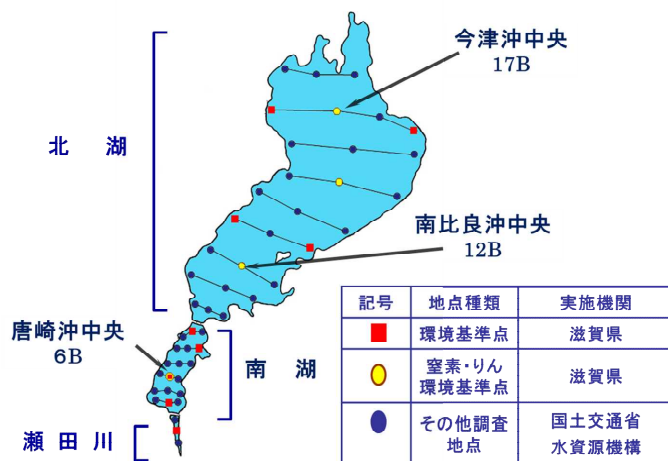 今津沖中央
17B
北湖
南比良沖中央
12B
唐崎沖中央
6B
南湖
瀬田川
記号 地点種類 実施機関
環境基準点 滋賀県
窒素・りん
環境基準点 滋賀県
その他調査
地点 国土交通省
水資源機構